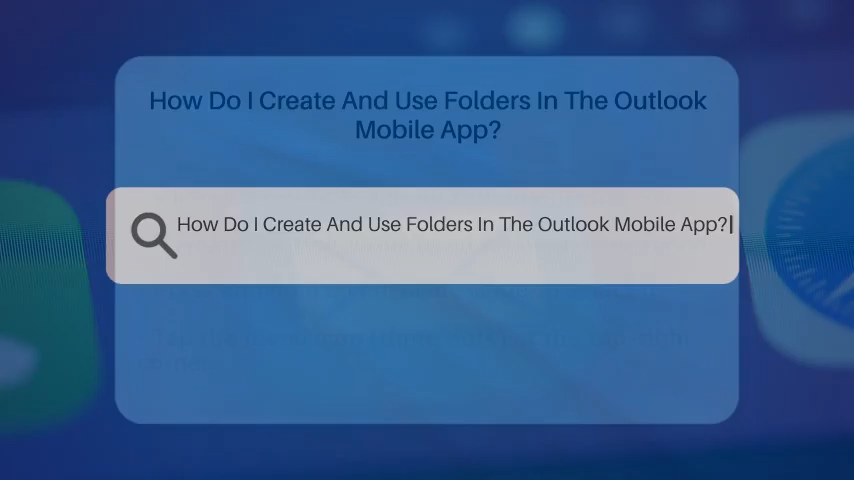 How Do I Create And Use Folders In The Outlook
Mobile App?
How Do I Create And Use Folders In The Outlook Mobile App?